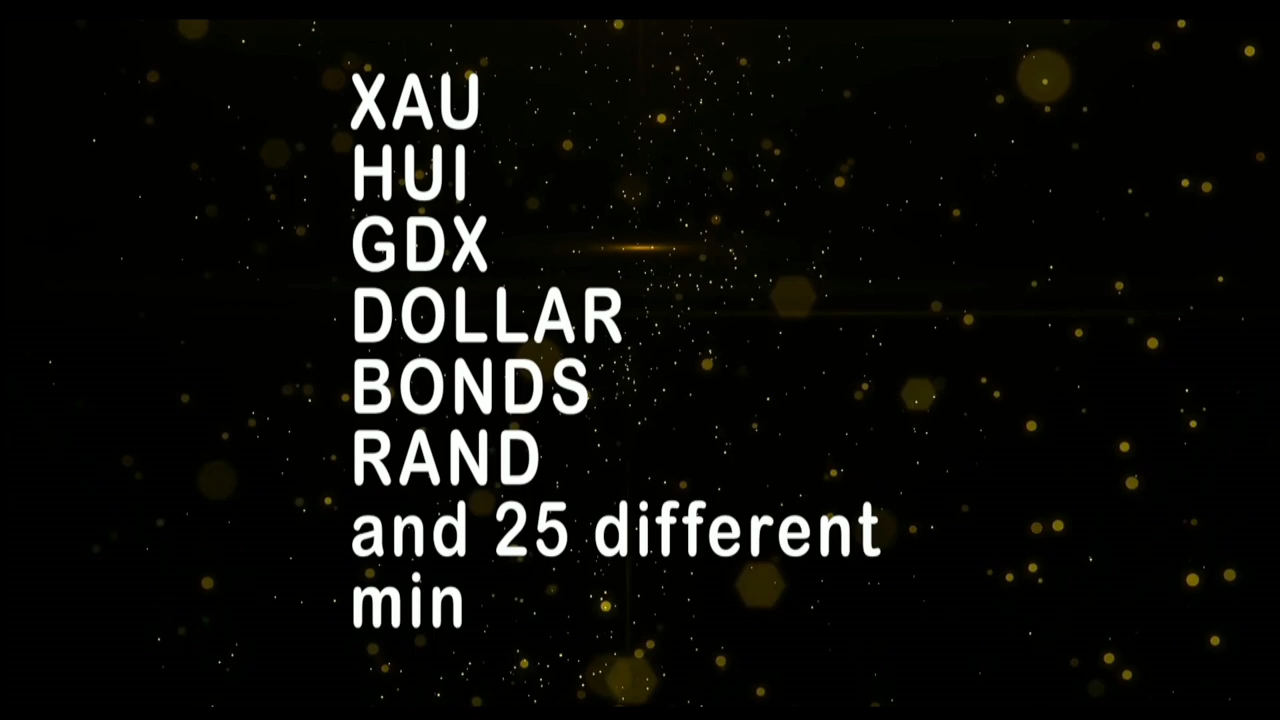 XAU
HUI
GDX
DOLLAR
BONDS
RAND
and 25 different
min